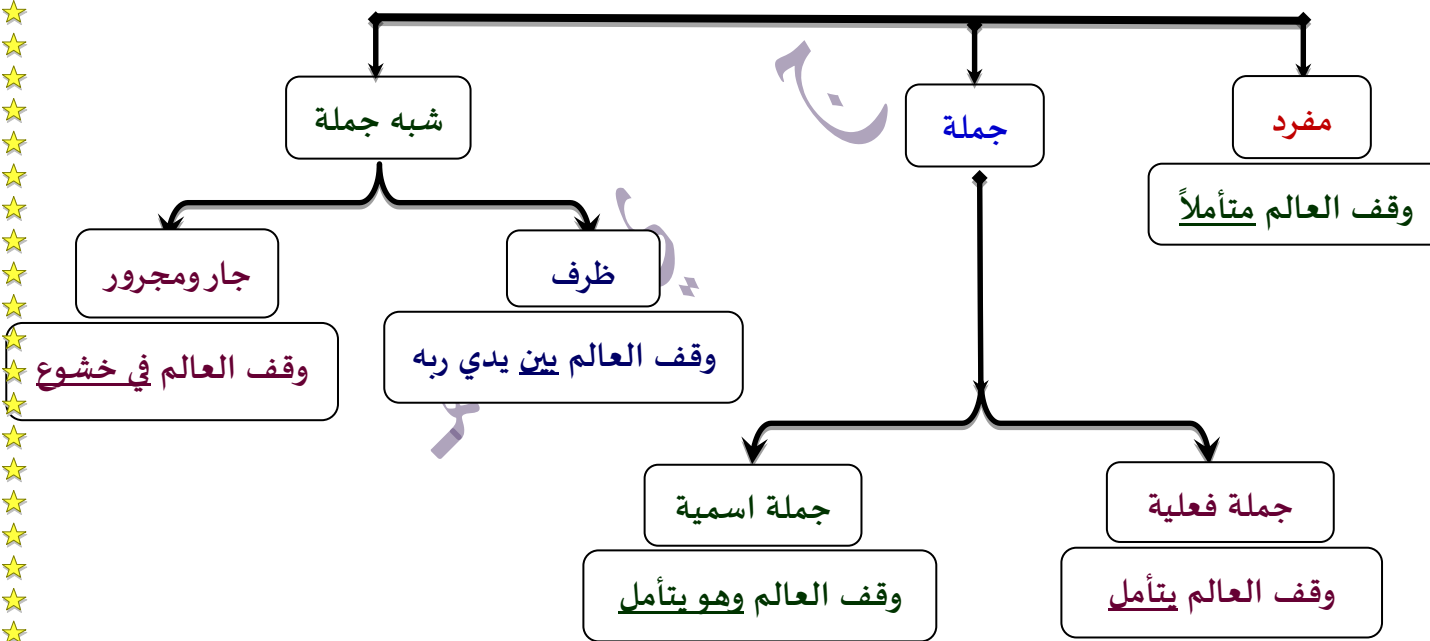 مفرد
وقف العالم متأملاً
جملة
جملة فعلية
وقف العالم يتأمل
جملة اسمية
وقف العالم وهو يتأمل
شبه جملة
ظرف
وقف العالم بين يدي ربه
جار ومجرور
وقف العالم في خشوع